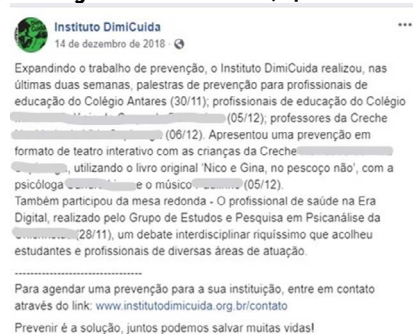 Instituto DimiCuida
14 de dezembro de 2018 ·
Expandindo o trabalho de prevenção, o Instituto DimiCuida realizou, nas
últimas duas semanas, palestras de prevenção para profissionais de
educação do Colégio Antares (30/11); profissionais de educação do Colégio
(05/12); professores da Creche
(06/12). Apresentou uma prevenção em
formato de teatro interativo com as crianças da Creche
, utilizando o livro original 'Nico e Gina, no pescoço não', com a
psicóloga e o músico (05/12).
Também participou da mesa redonda - O profissional de saúde na Era
Digital, realizado pelo Grupo de Estudos e Pesquisa em Psicanálise da
(28/11), um debate interdisciplinar riquíssimo que acolheu
estudantes e profissionais de diversas áreas de atuação.
--------------------------------
Para agendar uma prevenção para a sua instituição, entre em contato
através do link: www.institutodimicuida.org.br/contato
Prevenir é a solução, juntos podemos salvar muitas vidas!